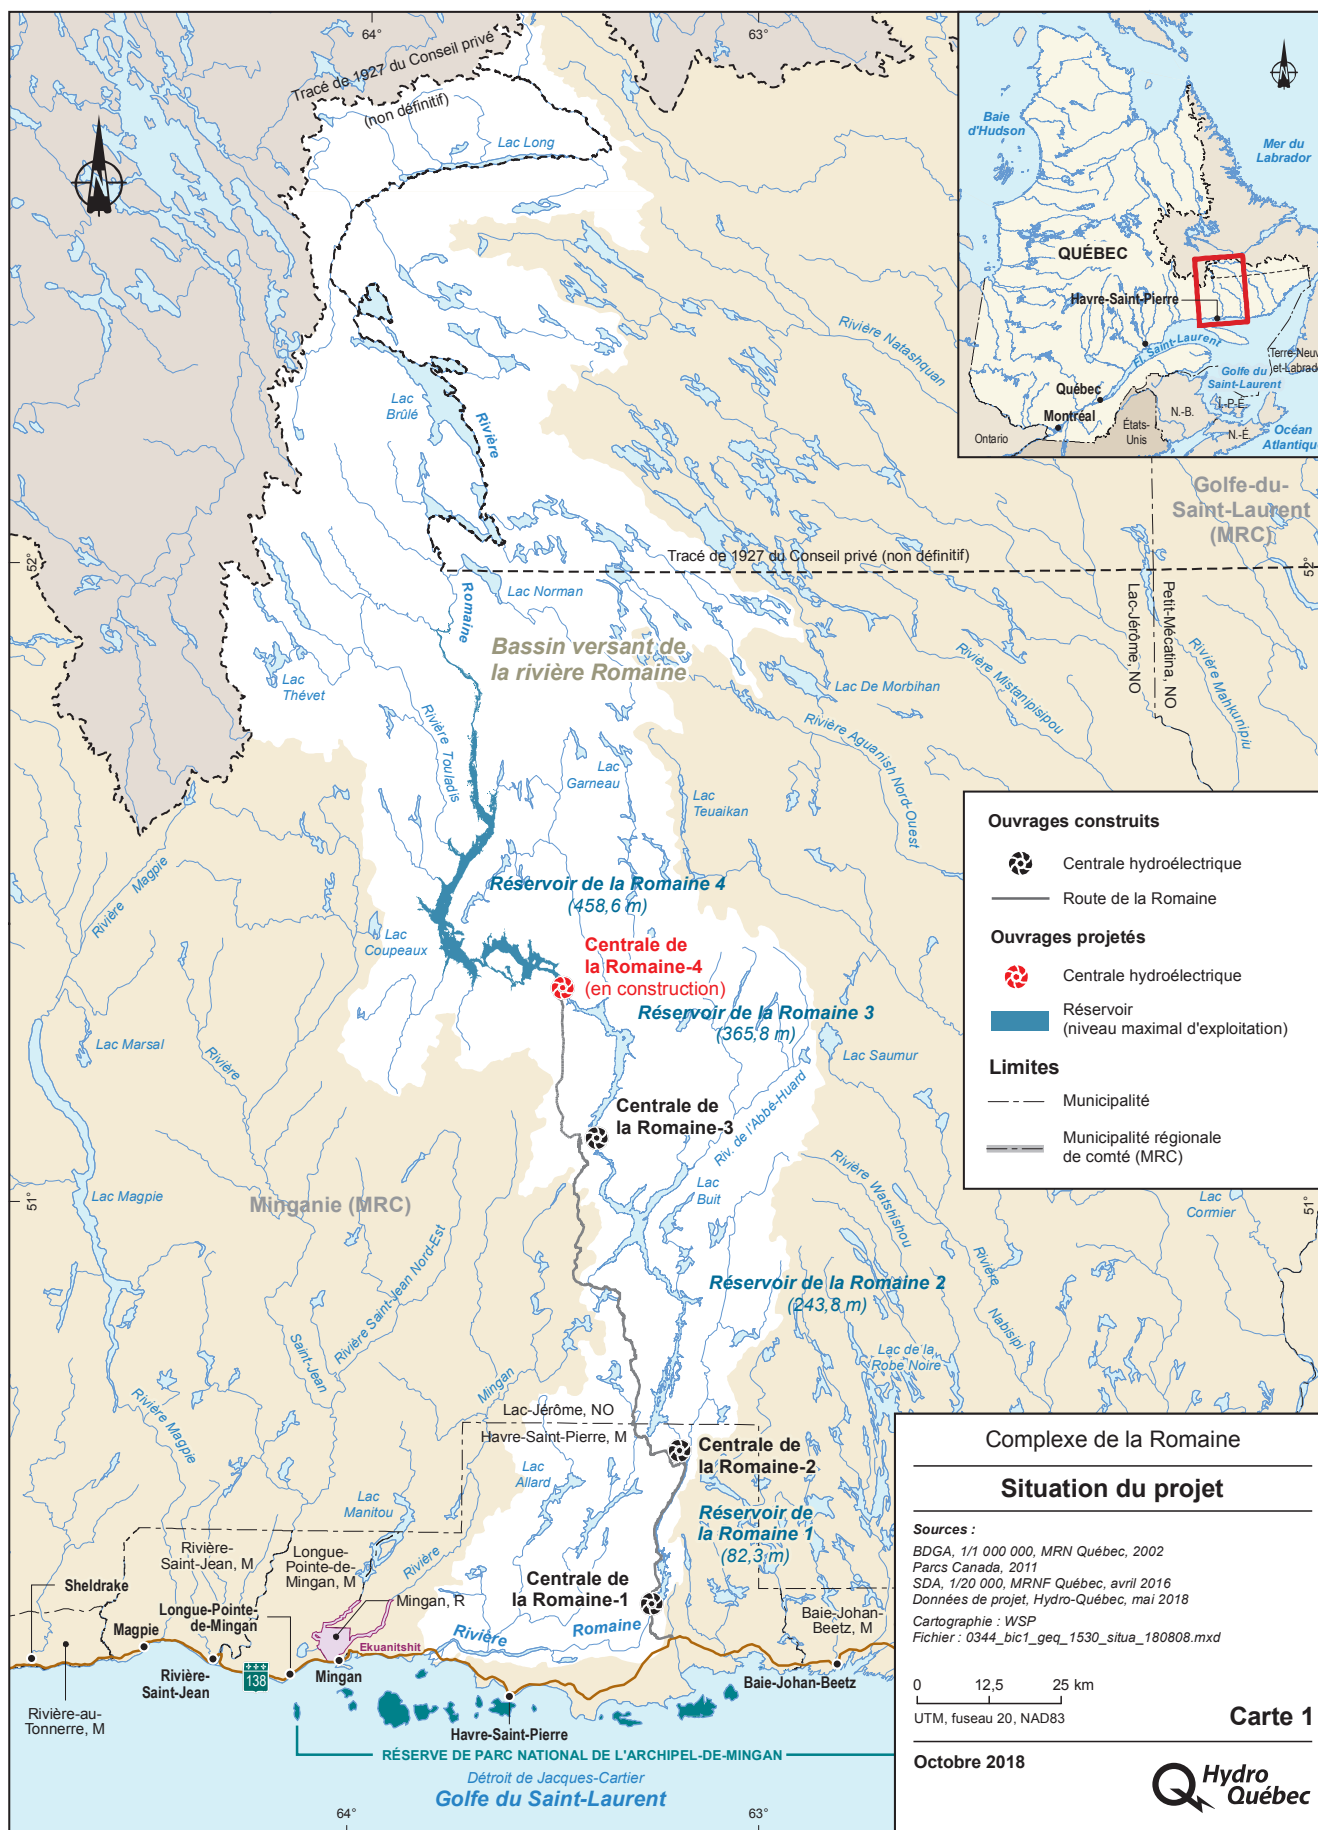 64°
63°
Tracé de 1927 du Conseil privé
(non définitif)
Lac Long
Baie
d'Hudson
Mer du
Labrador
QUÉBEC
Havre-Saint-Pierre
Fl. Saint-Laurent
Terre-Neuve
-et-Labrador
Golfe du
Saint-Laurent
Québec
Montréal
Ontario
États-
Unis
N.-B.
Î.-P.-É.
N.-É.
Océan
Atlantique
Rivière Natashquan
Lac
Brûlé
Rivière
Golfe-du-
Saint-Laurent
(MRC)
52°
Tracé de 1927 du Conseil privé (non définitif)
52°
Romaine
Lac Norman
Lac-Jérôme, NO
Petit-Mécatina, NO
Bassin versant de
la rivière Romaine
Lac
Thévet
Lac De Morbihan
Rivière Mistanipisipou
Rivière Mahkunipiu
Rivière Touladis
Rivière Aguanish Nord-Ouest
Lac
Garneau
Lac
Teuaikan
Ouvrages construits
Centrale hydroélectrique
Route de la Romaine
Ouvrages projetés
Centrale hydroélectrique
Réservoir
(niveau maximal d'exploitation)
Limites
Municipalité
Municipalité régionale
de comté (MRC)
Rivière Magpie
Réservoir de la Romaine 4
(458,6 m)
Lac
Coupeaux
Centrale de
la Romaine-4
(en construction)
Réservoir de la Romaine 3
(365,8 m)
Lac Marsal
Rivière
Lac Saumur
Centrale de
la Romaine-3
Riv. de l'Abbé-Huard
51°
Lac Magpie
Minganie (MRC)
Lac
Buit
Rivière Watshishou
Lac
Cormier
51°
Rivière Saint-Jean Nord-Est
Réservoir de la Romaine 2
(243,8 m)
Rivière
Nabisipi
Saint-Jean
Lac de la
Robe Noire
Mingan
Rivière Magpie
Lac-Jérôme, NO
Havre-Saint-Pierre, M
Centrale de
la Romaine-2
Lac
Allard
Lac
Manitou
Réservoir de
la Romaine 1
(82,3 m)
Rivière-
Saint-Jean, M
Longue-
Pointe-de-
Mingan, M
Rivière
Sheldrake
Centrale de
la Romaine-1
Mingan, R
Longue-Pointe-
de-Mingan
Magpie
Ekuanitshit
Rivière
Romaine
Baie-Johan-
Beetz, M
138
Rivière-
Saint-Jean
Mingan
Baie-Johan-Beetz
Rivière-au-
Tonnerre, M
Havre-Saint-Pierre
RÉSERVE DE PARC NATIONAL DE L'ARCHIPEL-DE-MINGAN
Détroit de Jacques-Cartier
Golfe du Saint-Laurent
64°
63°
Complexe de la Romaine
Situation du projet
Sources :
BDGA, 1/1 000 000, MRN Québec, 2002
Parcs Canada, 2011
SDA, 1/20 000, MRNF Québec, avril 2016
Données de projet, Hydro-Québec, mai 2018
Cartographie : WSP
Fichier : 0344_bic1_geq_1530_situa_180808.mxd
0 12,5 25 km
UTM, fuseau 20, NAD83
Carte 1
Octobre 2018
Hydro
Québec